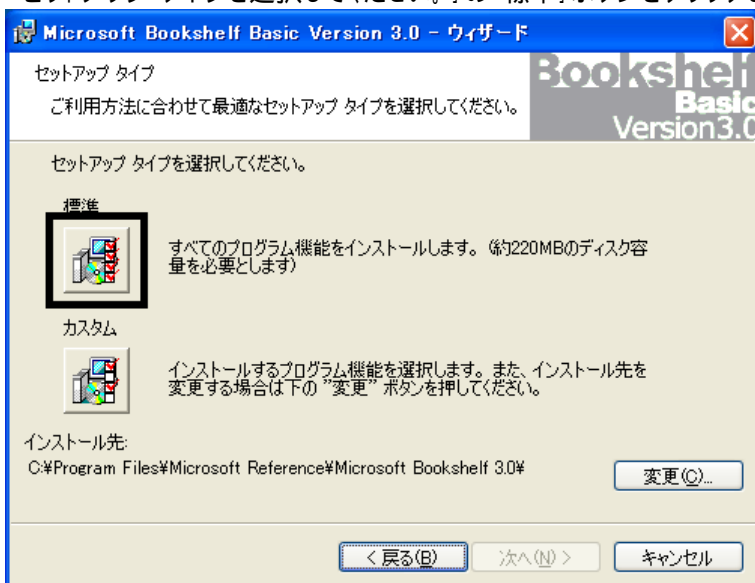 Microsoft Bookshelf Basic Version 3.0 - ウィザード
セットアップ タイプ
ご利用方法に合わせて最適なセットアップ タイプを選択してください。
Bookshelf
Basic
Version3.0
セットアップ タイプを選択してください。
標準
すべてのプログラム機能をインストールします。 (約220MBのディスク容
量を必要とします)
カスタム
インストールするプログラム機能を選択します。また、インストール先を
変更する場合は下の "変更" ボタンを押してください。
インストール先:
C:¥Program Files¥Microsoft Reference¥Microsoft Bookshelf 3.0¥
変更(C)...
< 戻る(B)
次へ(N) >
キャンセル